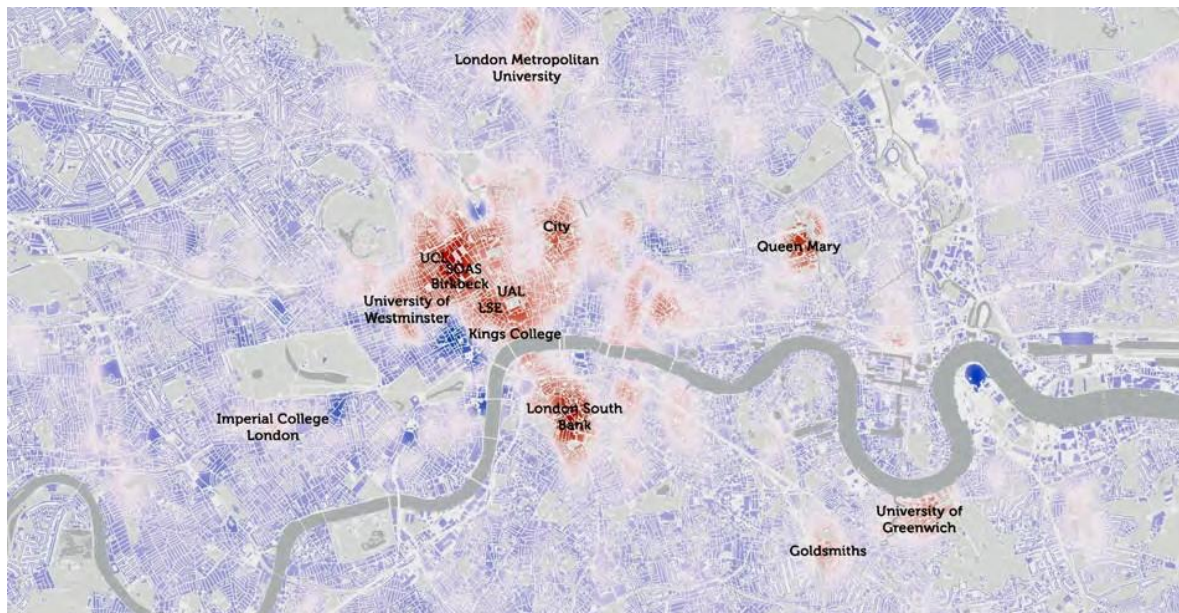 London Metropolitan
University
City
Queen Mary
UCL
SOAS
Birkbeck
UAL
University of
Westminster
LSE
Kings College
Imperial College
London
London South
Bank
University of
Greenwich
Goldsmiths